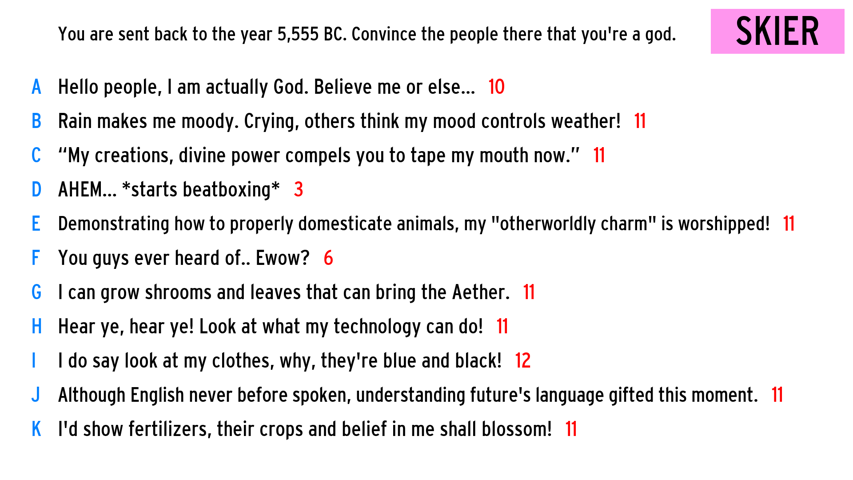 You are sent back to the year 5,555 BC. Convince the people there that you're a god.
SKIER
A Hello people, I am actually God. Believe me or else... 10
B Rain makes me moody. Crying, others think my mood controls weather! 11
C “My creations, divine power compels you to tape my mouth now.” 11
D AHEM... *starts beatboxing* 3
E Demonstrating how to properly domesticate animals, my "otherworldly charm" is worshipped! 11
F You guys ever heard of.. Ewow? 6
G I can grow shrooms and leaves that can bring the Aether. 11
H Hear ye, hear ye! Look at what my technology can do! 11
I I do say look at my clothes, why, they're blue and black! 12
J Although English never before spoken, understanding future's language gifted this moment. 11
K I'd show fertilizers, their crops and belief in me shall blossom! 11